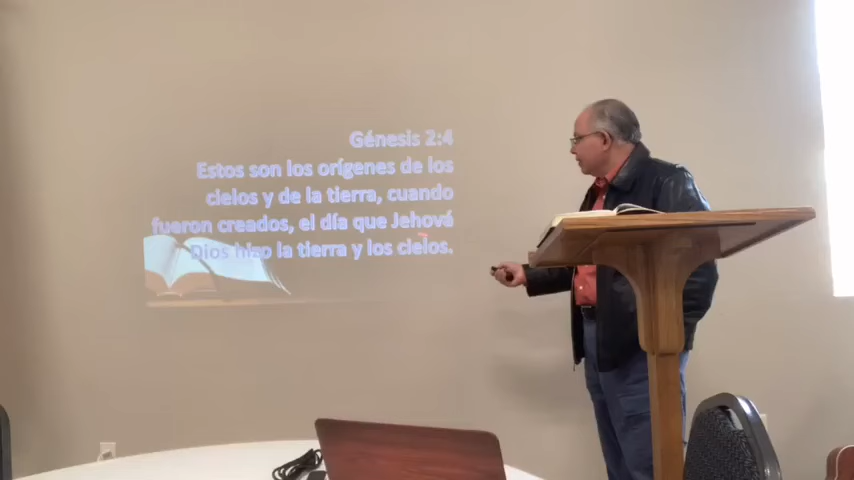 Génesis 2:4
Estos son los orígenes de los
cielos y de la tierra, cuando
fueron creados, el día que Jehová
Dios hizo la tierra y los cielos.